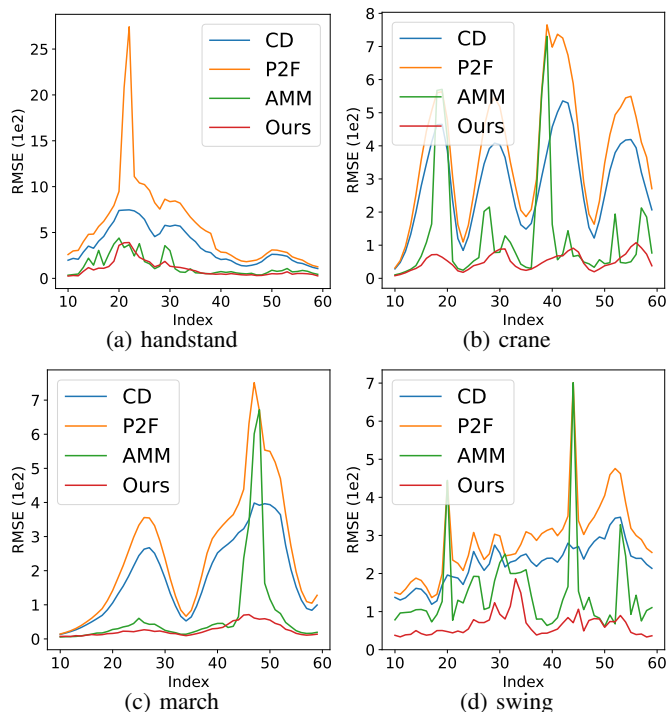 25
20
15
10
5
0
RMSE (1e2)
CD
P2F
AMM
Ours
10 20 30 40 50 60
Index
(a) handstand
8
7
6
5
4
3
2
1
0
RMSE (1e2)
CD
P2F
AMM
Ours
10 20 30 40 50 60
Index
(b) crane
7
6
5
4
3
2
1
0
RMSE (1e2)
CD
P2F
AMM
Ours
10 20 30 40 50 60
Index
(c) march
7
6
5
4
3
2
1
0
RMSE (1e2)
CD
P2F
AMM
Ours
10 20 30 40 50 60
Index
(d) swing